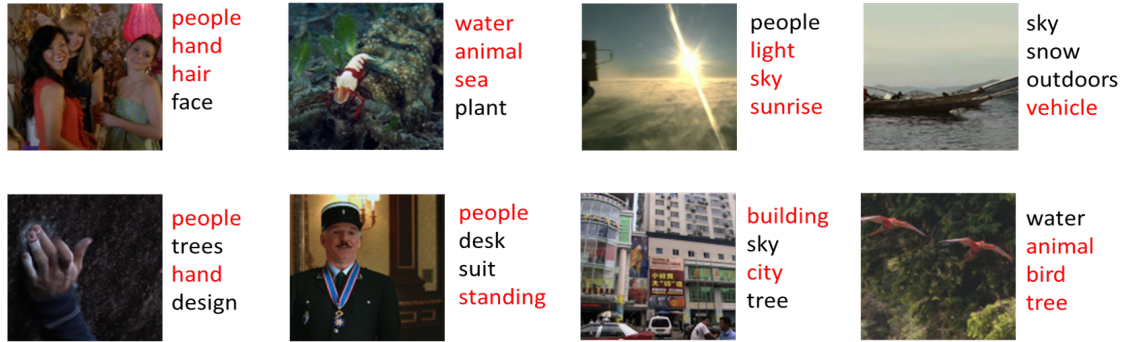 people
hand
hair
face
water
animal
sea
plant
people
light
sky
sunrise
sky
snow
outdoors
vehicle
people
trees
hand
design
people
desk
suit
standing
building
sky
city
tree
water
animal
bird
tree